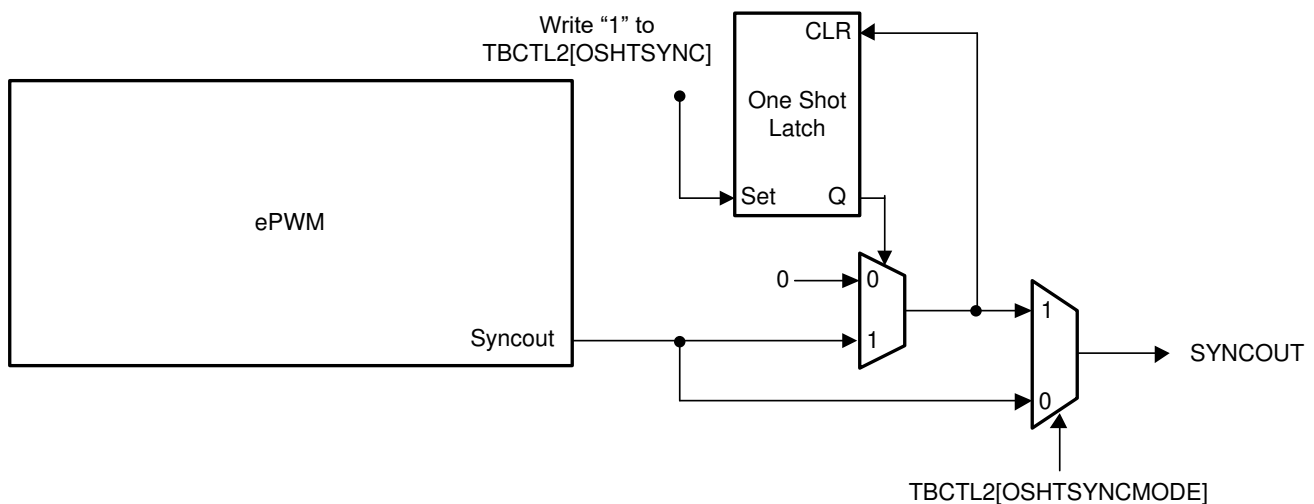 Write “1” to
TBCTL2[OSHTSYNC]
CLR
One Shot
Latch
Set
Q
ePWM
0
0
1
Syncout
1
0
SYNCOUT
TBCTL2[OSHTSYNCMODE]